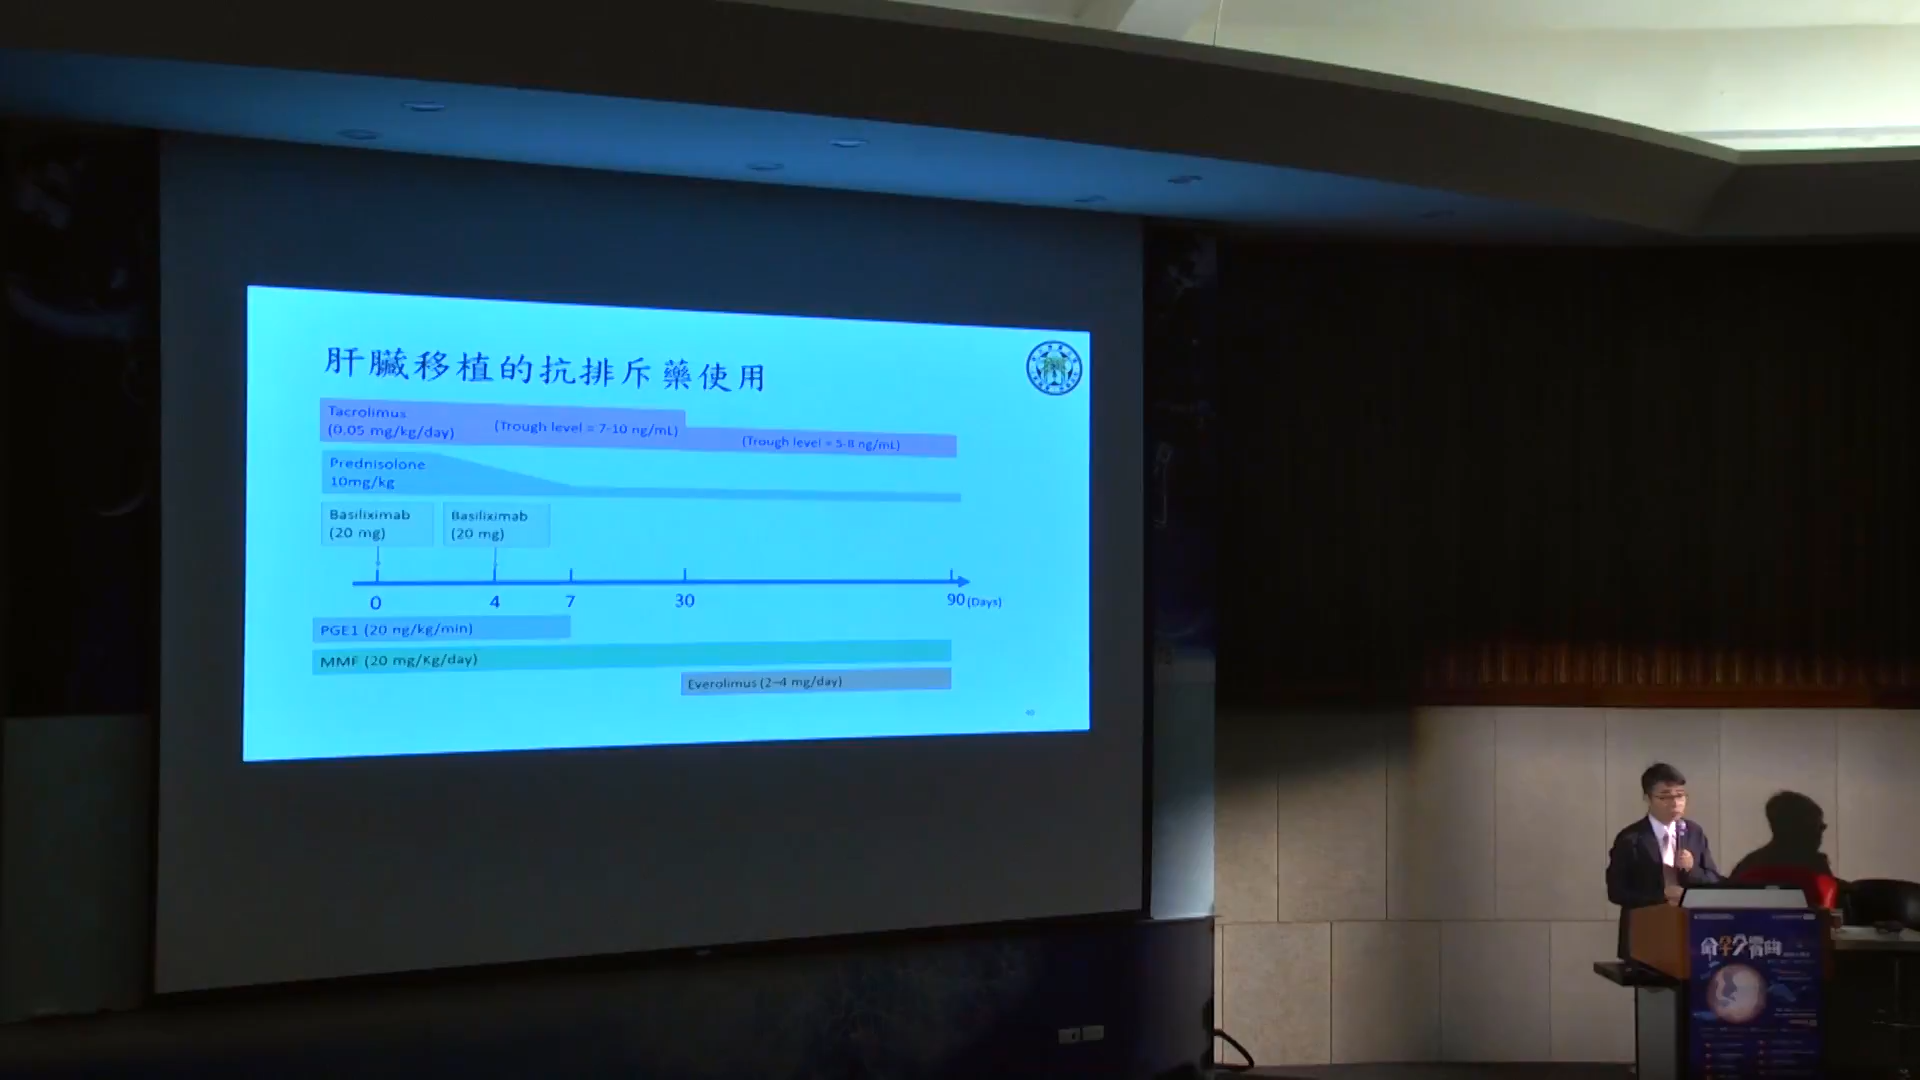 肝臟移植的抗排斥藥使用
Tacrolimus
(0.05 mg/kg/day)
(Trough level = 7-10 ng/mL)
(Trough level = 5-8 ng/mL)
Prednisolone
10mg/kg
Basiliximab
(20 mg)
Basiliximab
(20 mg)
0 4 7 30 90 (Days)
PGE1 (20 ng/kg/min)
MMF (20 mg/Kg/day)
Everolimus (2–4 mg/day)